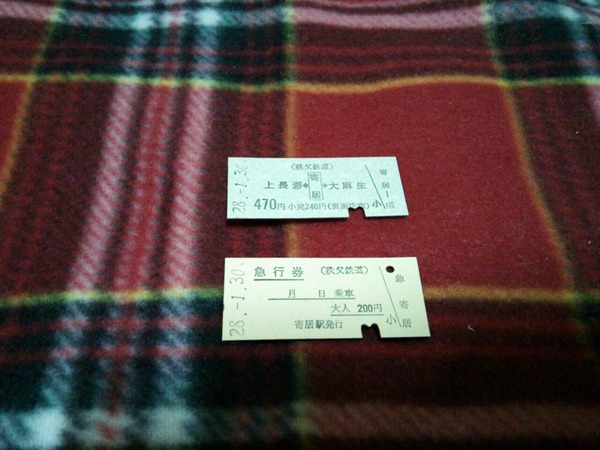 28.-1.30
(秩父鉄道)
上長瀞⇔寄居⇔大麻生
470円 小児240円
寄居
小
28.-1.30
急行券 (秩父鉄道)
月 日 乗車
大人 200円
寄居駅発行
急
寄居
小